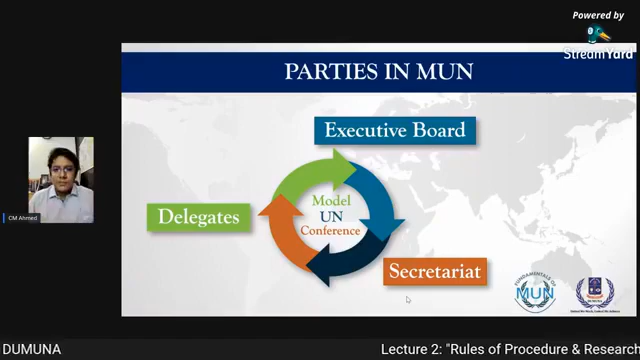 Powered by
StreamYard
PARTIES IN MUN
Executive Board
Model
UN
Conference
Delegates
Secretariat
CM Ahmed
FUNDAMENTALS OF
MUN
DUMUNA
Lecture 2: "Rules of Procedure & Research